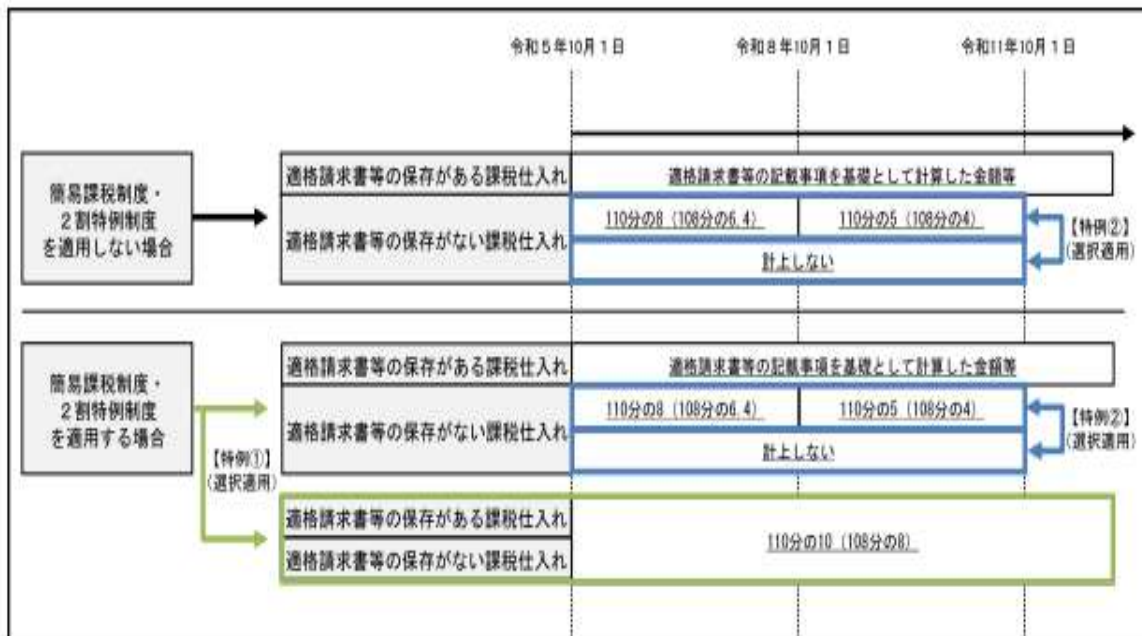 令和５年10月１日
令和８年10月１日
令和11年10月１日
簡易課税制度・
２割特例制度
を適用しない場合
適格請求書等の保存がある課税仕入れ
適格請求書等の記載事項を基礎として計算した金額等
適格請求書等の保存がない課税仕入れ
110分の8（108分の6.4）
110分の5（108分の4）
計上しない
【特例②】
（選択適用）
簡易課税制度・
２割特例制度
を適用する場合
【特例①】
（選択適用）
適格請求書等の保存がある課税仕入れ
適格請求書等の記載事項を基礎として計算した金額等
適格請求書等の保存がない課税仕入れ
110分の8（108分の6.4）
110分の5（108分の4）
計上しない
【特例②】
（選択適用）
適格請求書等の保存がある課税仕入れ
適格請求書等の保存がない課税仕入れ
110分の10（108分の8）